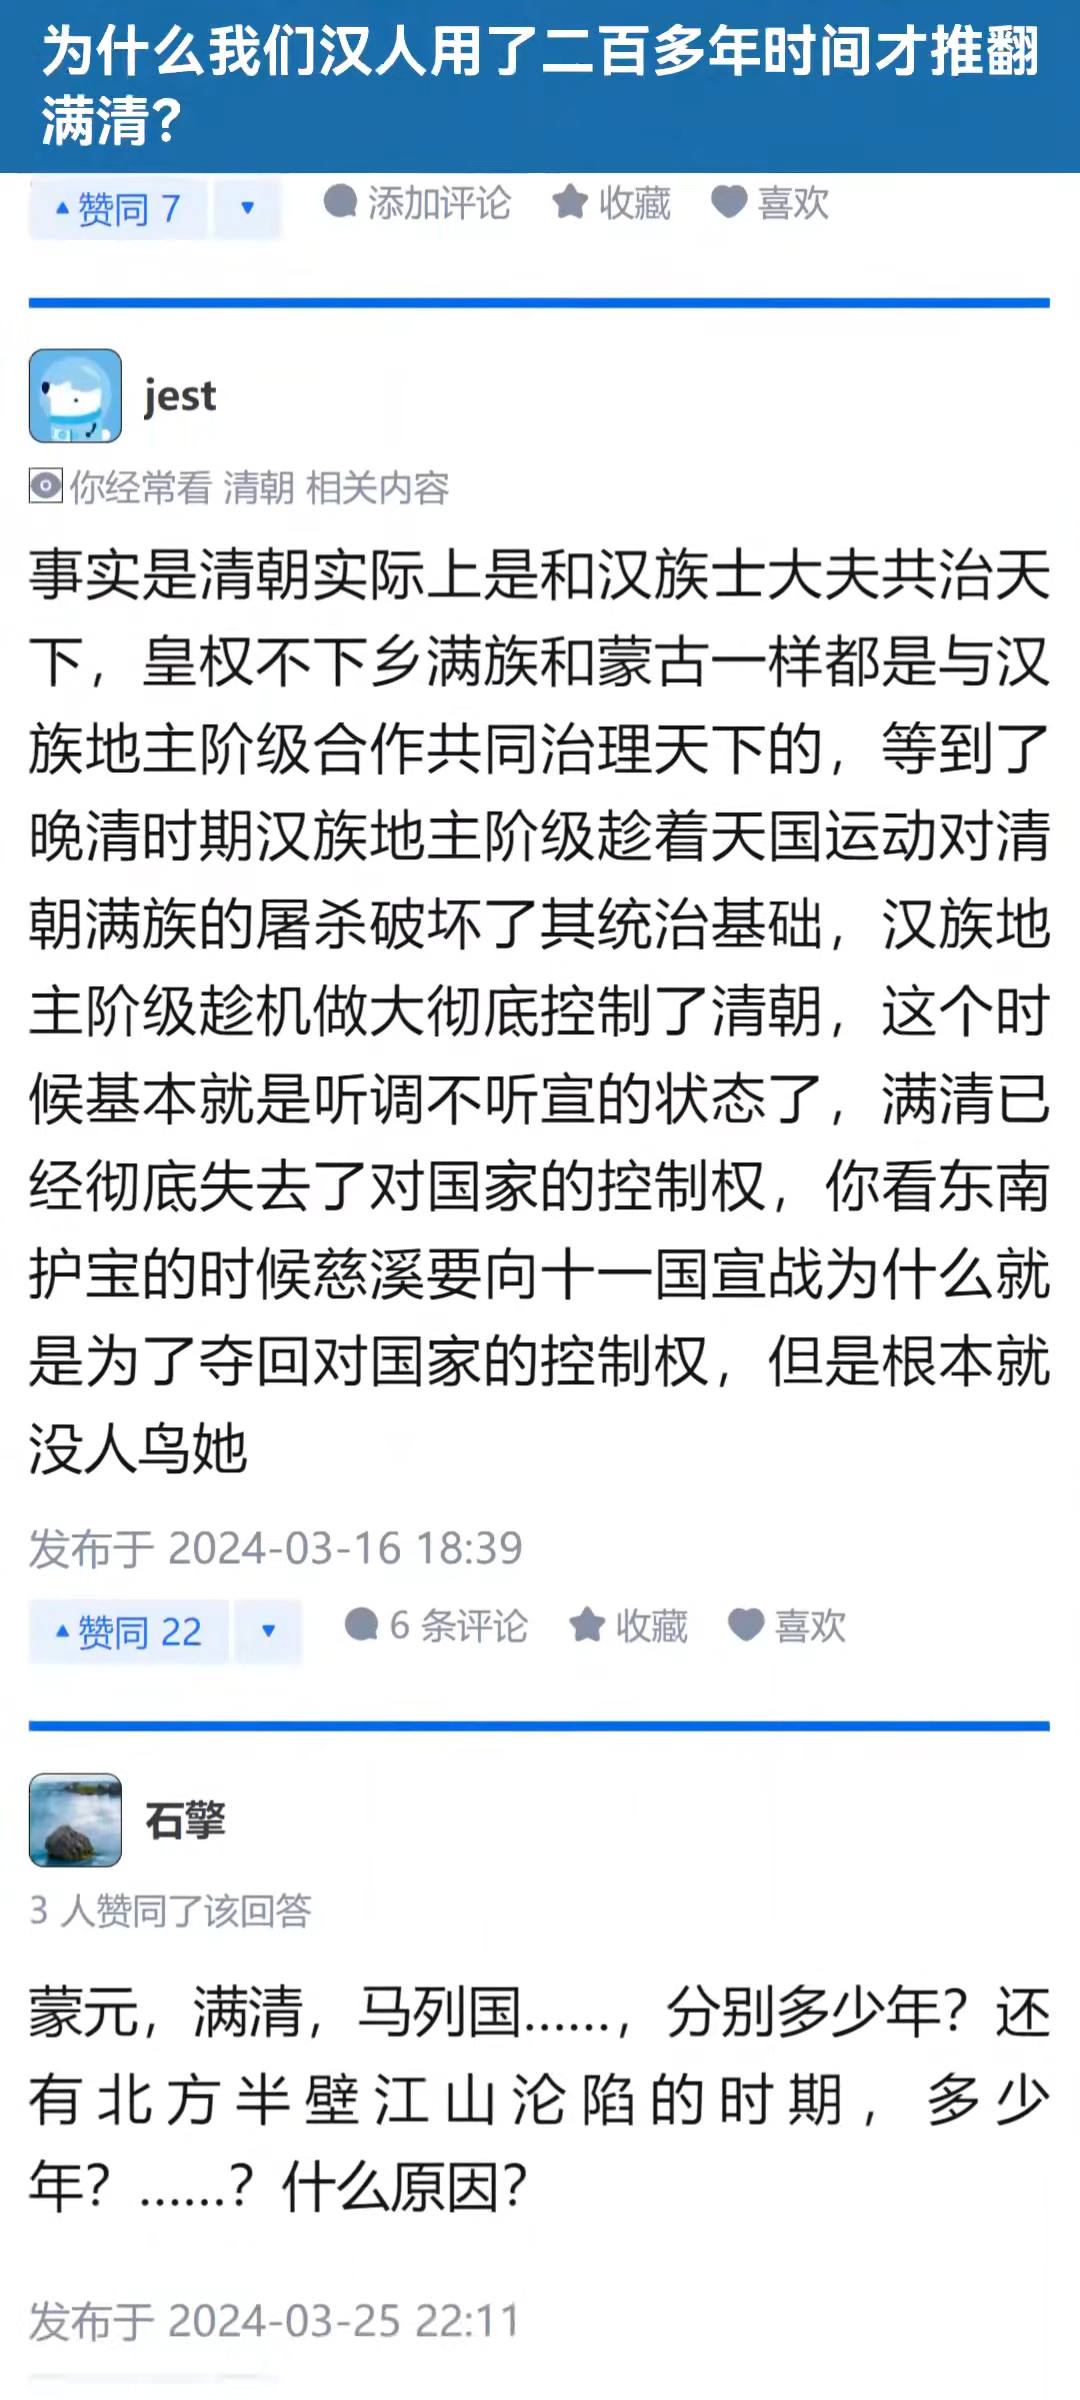 为什么我们汉人用了二百多年时间才推翻
满清？
赞同 7 添加评论 收藏 喜欢
jest
你经常看 清朝 相关内容
事实是清朝实际上是和汉族士大夫共治天
下，皇权不下乡满族和蒙古一样都是与汉
族地主阶级合作共同治理天下的，等到了
晚清时期汉族地主阶级趁着天国运动对清
朝满族的屠杀破坏了其统治基础，汉族地
主阶级趁机做大彻底控制了清朝，这个时
候基本就是听调不听宣的状态了，满清已
经彻底失去了对国家的控制权，你看东南
护宝的时候慈溪要向十一国宣战为什么就
是为了夺回对国家的控制权，但是根本就
没人鸟她
发布于 2024-03-16 18:39
赞同 22 6 条评论 收藏 喜欢
石擎
3 人赞同了该回答
蒙元，满清，马列国……，分别多少年？还
有北方半壁江山沦陷的时期，多少
年？……？什么原因？
发布于 2024-03-25 22:11